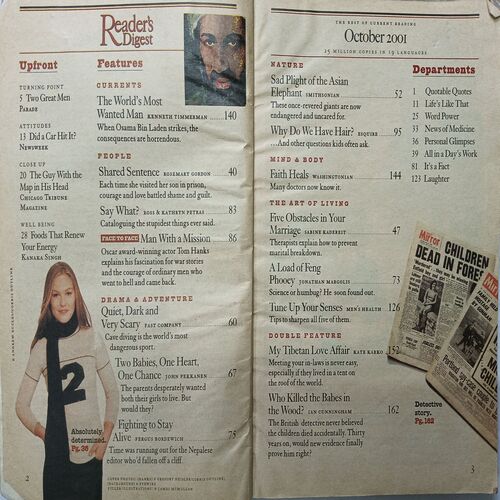 Reader's
Digest
Upfront
TURNING POINT
5 Two Great Men
PARADE
ATTITUDES
13 Did a Car Hit It?
NEWSWEEK
CLOSE UP
20 The Guy With the
Map in His Head
CHICAGO TRIBUNE
MAGAZINE
WELL BEING
28 Foods That Renew
Your Energy
KANAKA SINGH
2
Absolutely
determined.
Pg.36
2
Features
CURRENTS
The World's Most
Wanted Man KENNETH TIMMERMAN 140
When Osama Bin Laden strikes, the
consequences are horrendous.
PEOPLE
Shared Sentence ROSEMARY GORDON 40
Each time she visited her son in prison,
courage and love battled shame and guilt.
Say What? ROSS & KATHRYN PETRAS 83
Cataloguing the stupidest things ever said.
FACE TO FACE Man With a Mission 86
Oscar award-winning actor Tom Hanks
explains his fascination for war stories
and the courage of ordinary men who
went to hell and came back.
DRAMA & ADVENTURE
Quiet, Dark and
Very Scary FAST COMPANY 60
Cave diving is the world's most
dangerous sport.
Two Babies, One Heart,
One Chance JOHN PEKKANEN 67
The parents desperately wanted
both their girls to live. But
would they?
Fighting to Stay
Alive FERGUS BORDEWICH 75
Time was running out for the Nepalese
editor who'd fallen off a cliff.
THE BEST OF CURRENT READING
October 2001
25 MILLION COPIES IN 19 LANGUAGES
NATURE
Sad Plight of the Asian
Elephant SMITHSONIAN 52
These once-revered giants are now
endangered and uncared for.
Why Do We Have Hair? ESQUIRE 95
...And other questions kids often ask.
MIND & BODY
Faith Heals WASHINGTONIAN 144
Many doctors now know it.
THE ART OF LIVING
Five Obstacles in Your
Marriage SABINE KADERSIT 47
Therapists explain how to prevent
marital breakdown.
A Load of Feng
Phooey JONATHAN MARGOLIS 73
Science or humbug? He soon found out.
Tune Up Your Senses MEN'S HEALTH 126
Tips to sharpen all five of them.
DOUBLE FEATURE
My Tibetan Love Affair KATE KARKO 152
Meeting your in-laws is never easy,
especially if they lived in a tent on
the roof of the world.
Who Killed the Babes in
the Wood? IAN CUNNINGHAM 162
The British detective never believed
the children died accidentally. Thirty
years on, would new evidence finally
prove him right?
Departments
1 Quotable Quotes
11 Life's Like That
25 Word Power
33 News of Medicine
36 Personal Glimpses
39 All in a Day's Work
81 It's a Fact
123 Laughter
Mirror
CHILDREN
DEAD IN FORE
Detective
story.
Pg.162
3